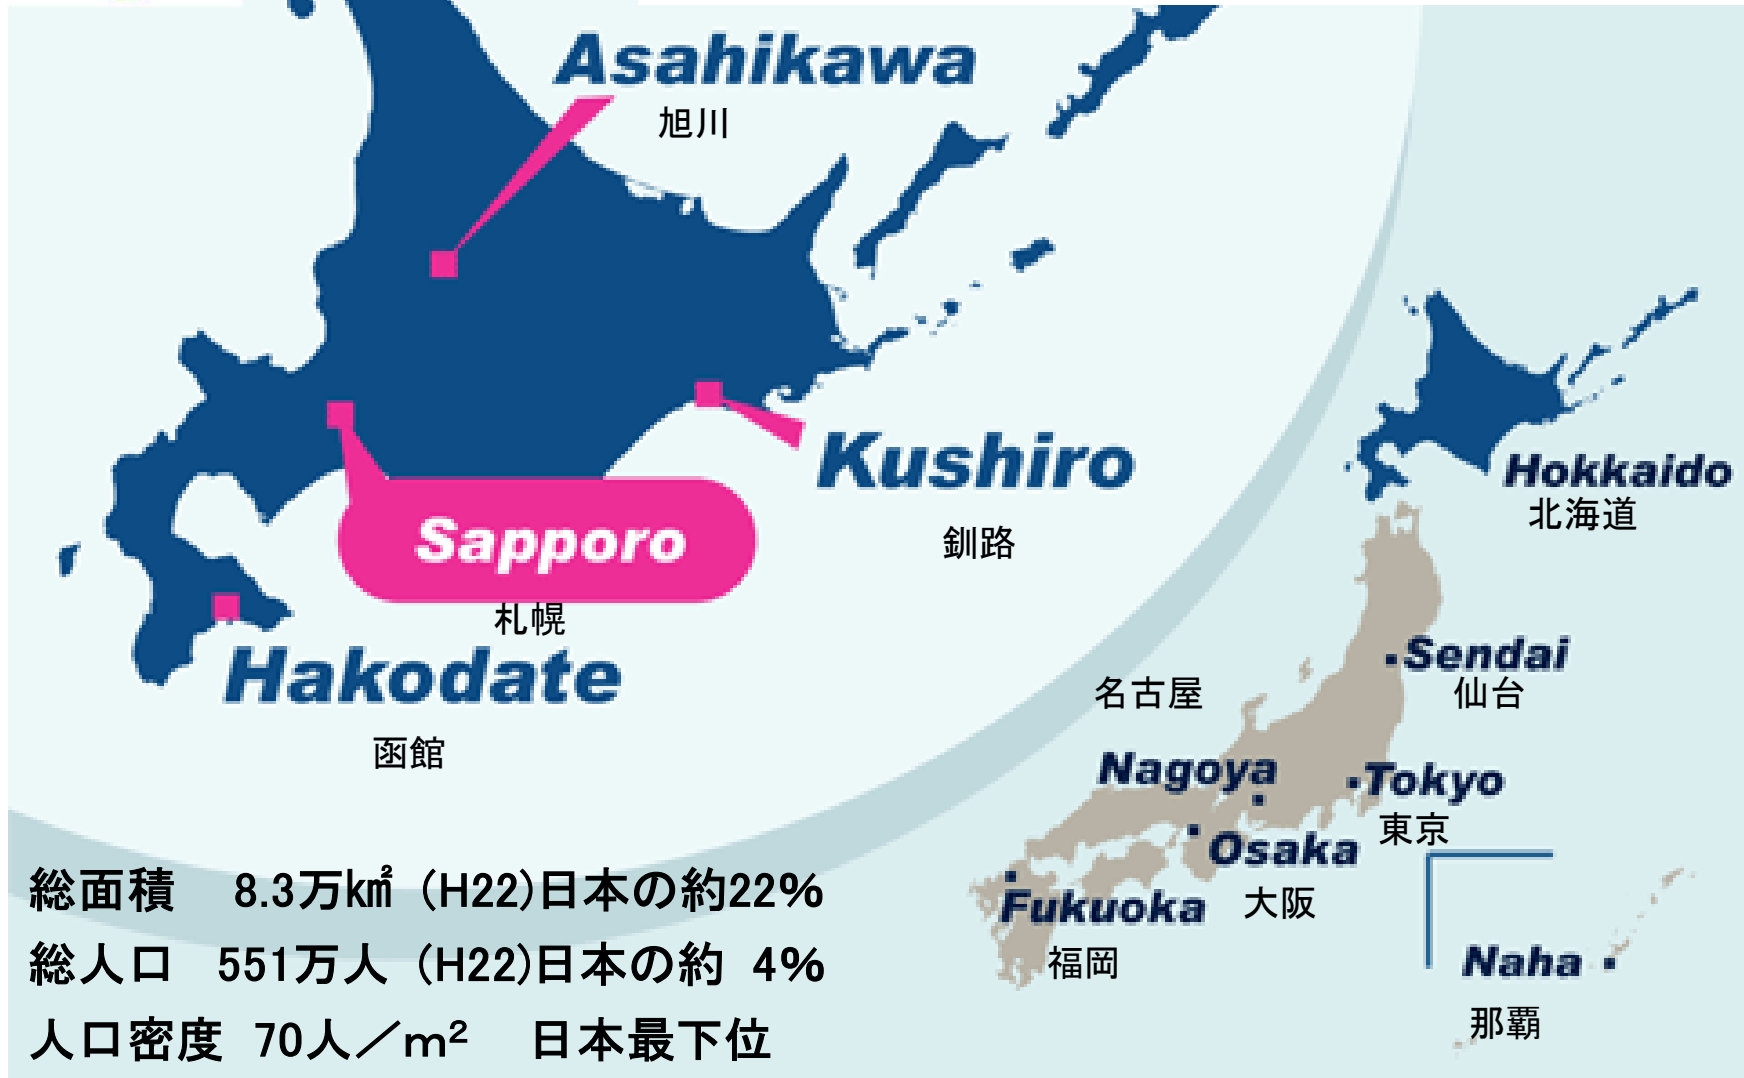 Asahikawa
旭川
Kushiro
釧路
Sapporo
札幌
Hakodate
函館
Hokkaido
北海道
Sendai
仙台
名古屋
Nagoya
Tokyo
東京
Osaka
大阪
Fukuoka
福岡
Naha
那覇
総面積 8.3万㎢ (H22)日本の約22%
総人口 551万人 (H22)日本の約 4%
人口密度 70人／m² 日本最下位